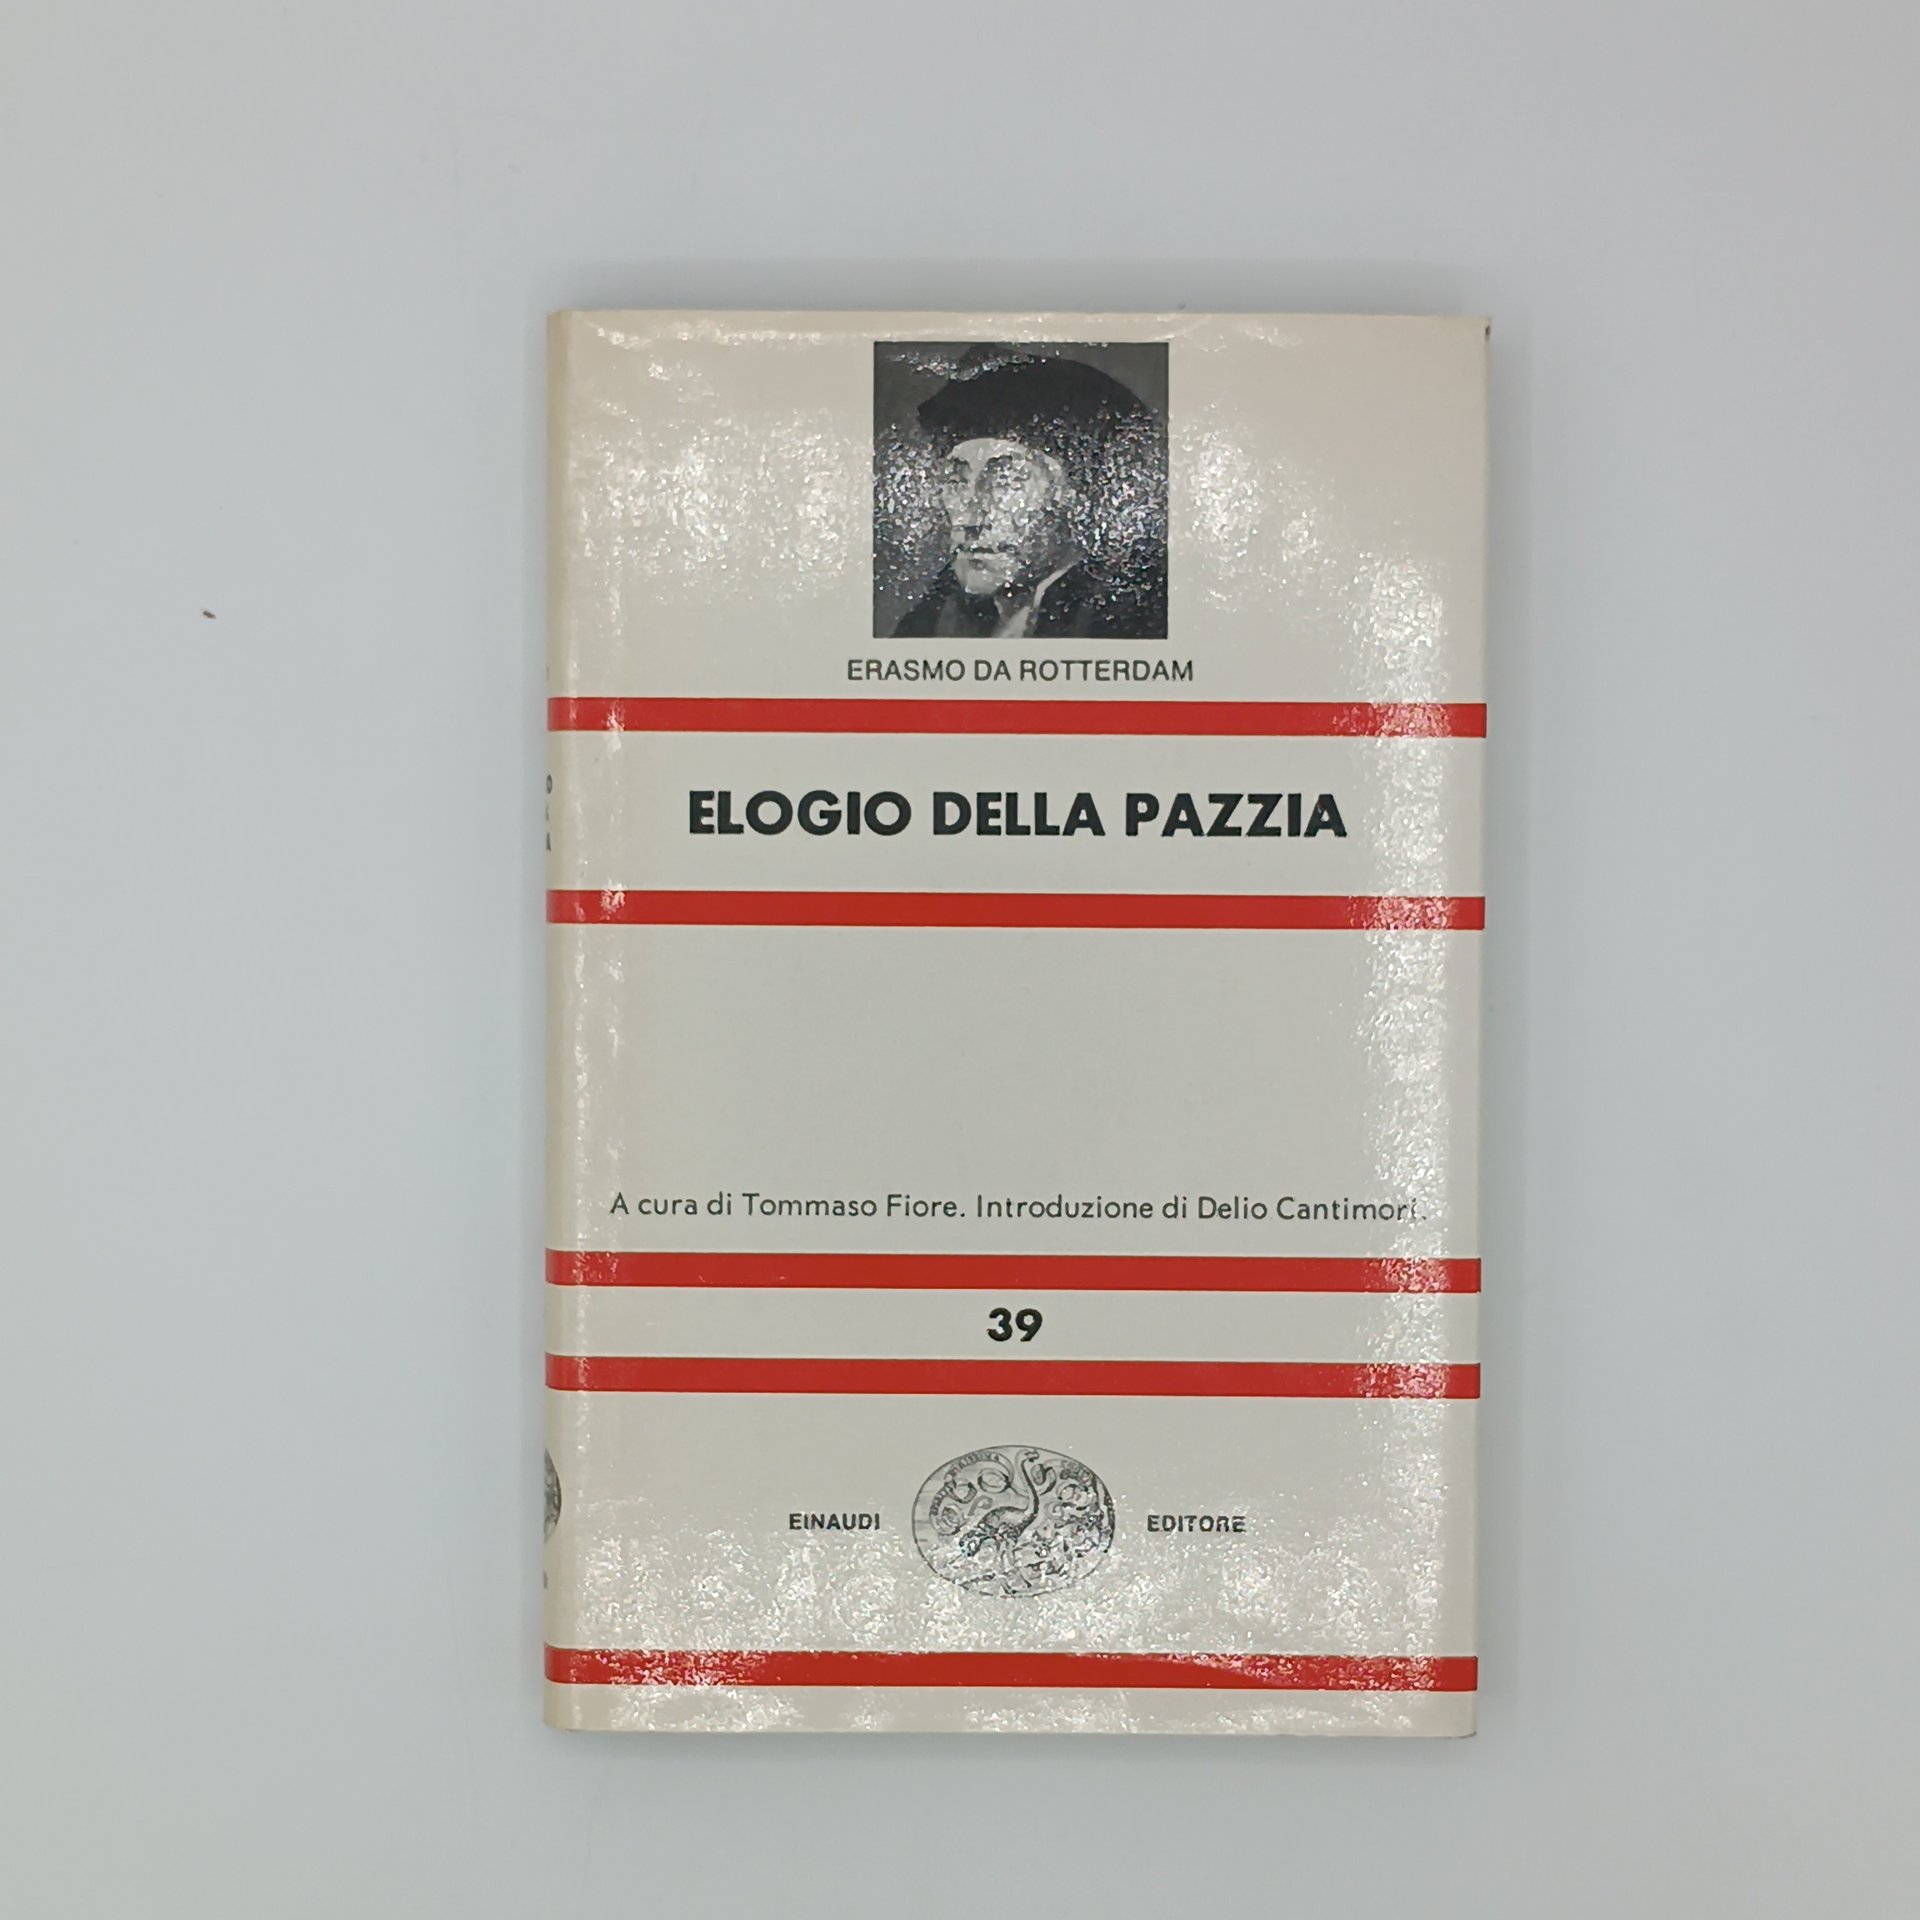 ERASMO DA ROTTERDAM
ELOGIO DELLA PAZZIA
A cura di Tommaso Fiore. Introduzione di Delio Cantimori.
39
EINAUDI EDITORE